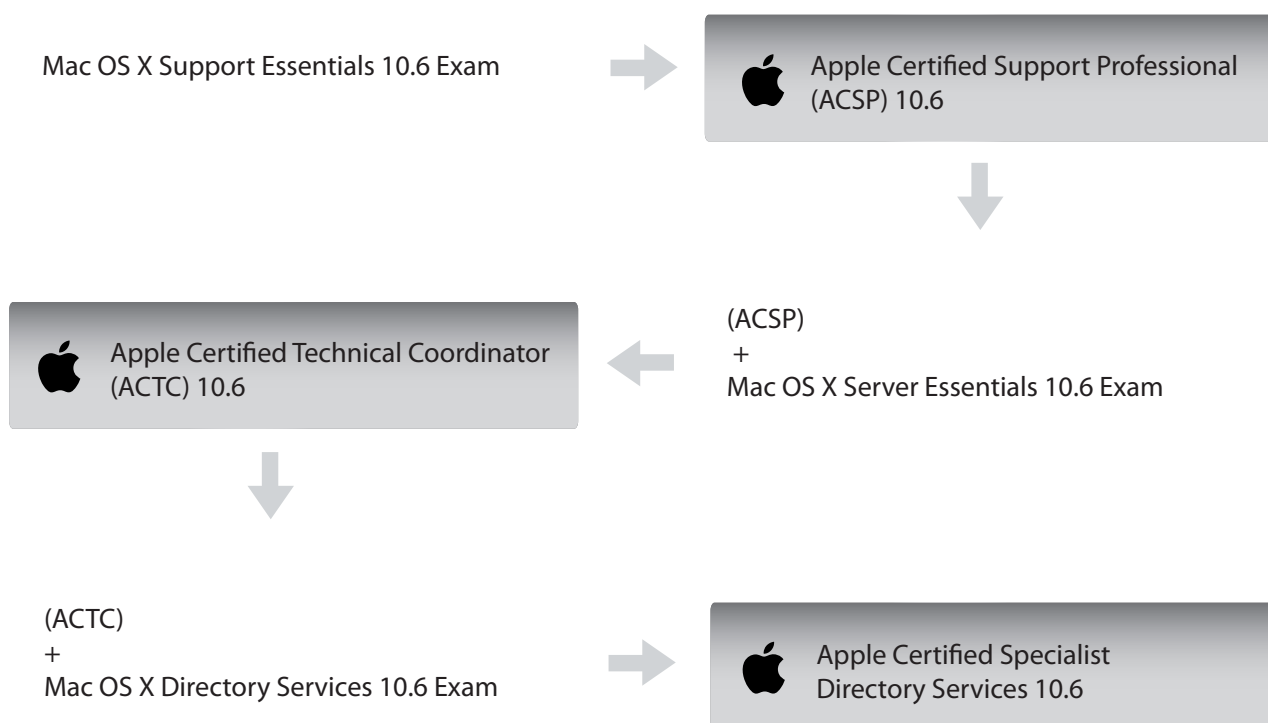 Mac OS X Support Essentials 10.6 Exam
Apple Certified Support Professional
(ACSP) 10.6
(ACSP)
+
Mac OS X Server Essentials 10.6 Exam
Apple Certified Technical Coordinator
(ACTC) 10.6
(ACTC)
+
Mac OS X Directory Services 10.6 Exam
Apple Certified Specialist
Directory Services 10.6